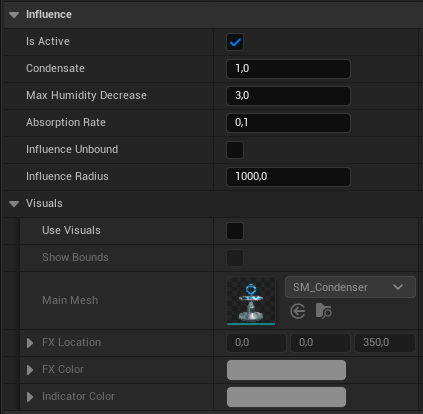 Influence
Is Active
Condensate 1,0
Max Humidity Decrease 3,0
Absorption Rate 0,1
Influence Unbound
Influence Radius 1000,0
Visuals
Use Visuals
Show Bounds
Main Mesh SM_Condenser
FX Location 0,0 0,0 350,0
FX Color
Indicator Color